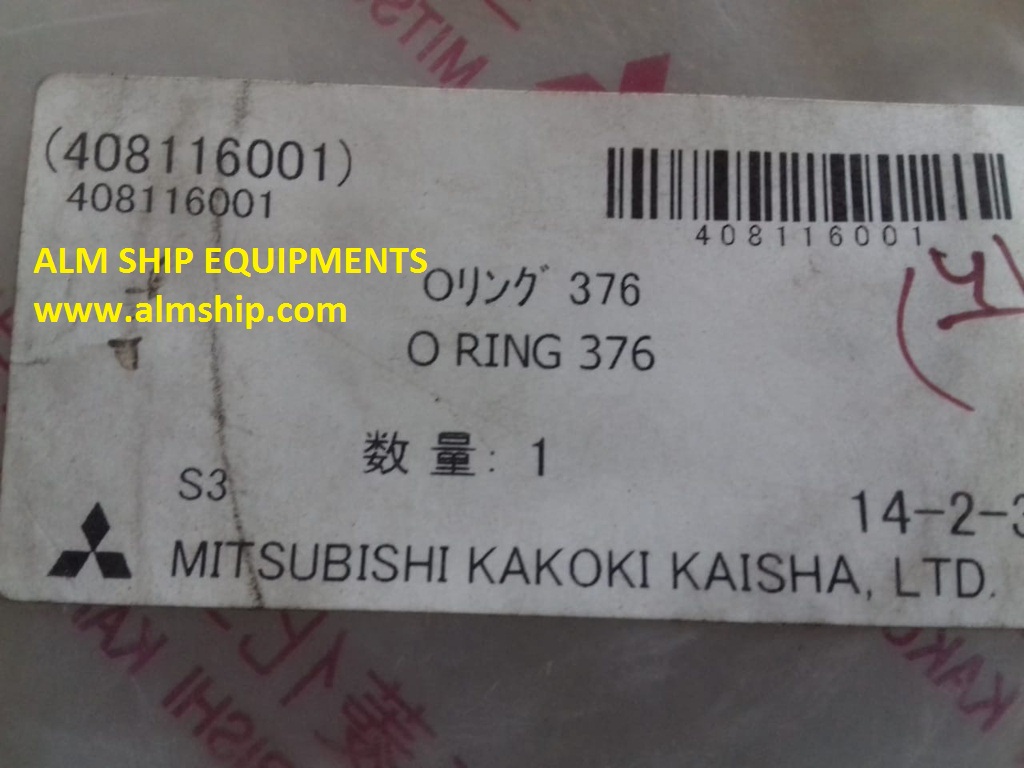 MITS
(408116001)
408116001
408116001
ALM SHIP EQUIPMENTS
www.almship.com
Oリング 376
O RING 376
数量: 1
S3
14-2-3
MITSUBISHI KAKOKI KAISHA, LTD.